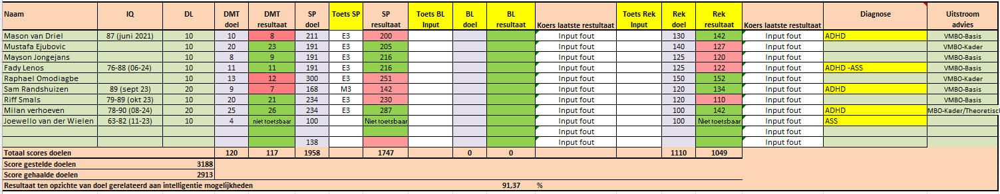 Naam IQ DL DMT doel DMT resultaat SP doel Toets SP SP resultaat Toets BL Input BL doel BL resultaat Koers laatste restultaat Toets Rek Input Rek doel Rek resultaat Koers laatste restultaat Diagnose Uitstroom advies
Mason van Driel 87 (juni 2021) 10 10 8 211 E3 200 Input fout 130 142 Input fout ADHD VMBO-Basis
Mustafa Ejubovic 10 20 23 191 E3 205 Input fout 140 127 Input fout VMBO-Kader
Mayson Jongejans 10 8 9 191 E3 216 Input fout 125 120 Input fout VMBO-Basis
Fady Lenos 76-88 (06-24) 10 11 11 191 E3 216 Input fout 125 122 Input fout ADHD -ASS VMBO-Basis
Raphael Omodiagbe 10 13 12 300 E3 251 Input fout 150 152 Input fout VMBO-Kader
Sam Randshuizen 89 (sept 23) 20 9 7 168 M3 142 Input fout 120 134 Input fout ADHD VMBO-Basis
Riff Smals 79-89 (okt 23) 10 20 21 234 E3 230 Input fout 120 110 Input fout VMBO-Basis
Milan verhoeven 78-90 (08-24) 20 25 26 234 E3 287 Input fout 100 142 Input fout ADHD MBO-Kader/Theoretisch
Joewello van der Wielen 63-82 (11-23) 10 4 niet toetsbaar 100 Niet toetsbaar Input fout 100 Niet toetsbaar Input fout ASS
Input fout Input fout
138 Input fout Input fout
Totaal scores doelen 120 117 1958 1747 0 0 1110 1049
Score gestelde doelen 3188
Score gehaalde doelen 2913
Resultaat ten opzichte van doel gerelateerd aan intelligentie mogelijkheden 91,37 %